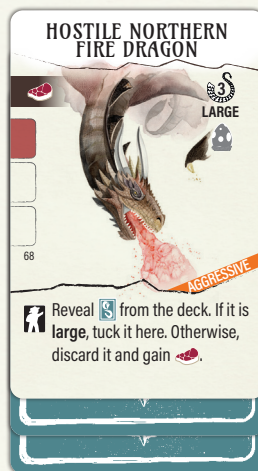 HOSTILE NORTHERN
FIRE DRAGON
3
LARGE
68
AGGRESSIVE
Reveal from the deck. If it is
large, tuck it here. Otherwise,
discard it and gain .